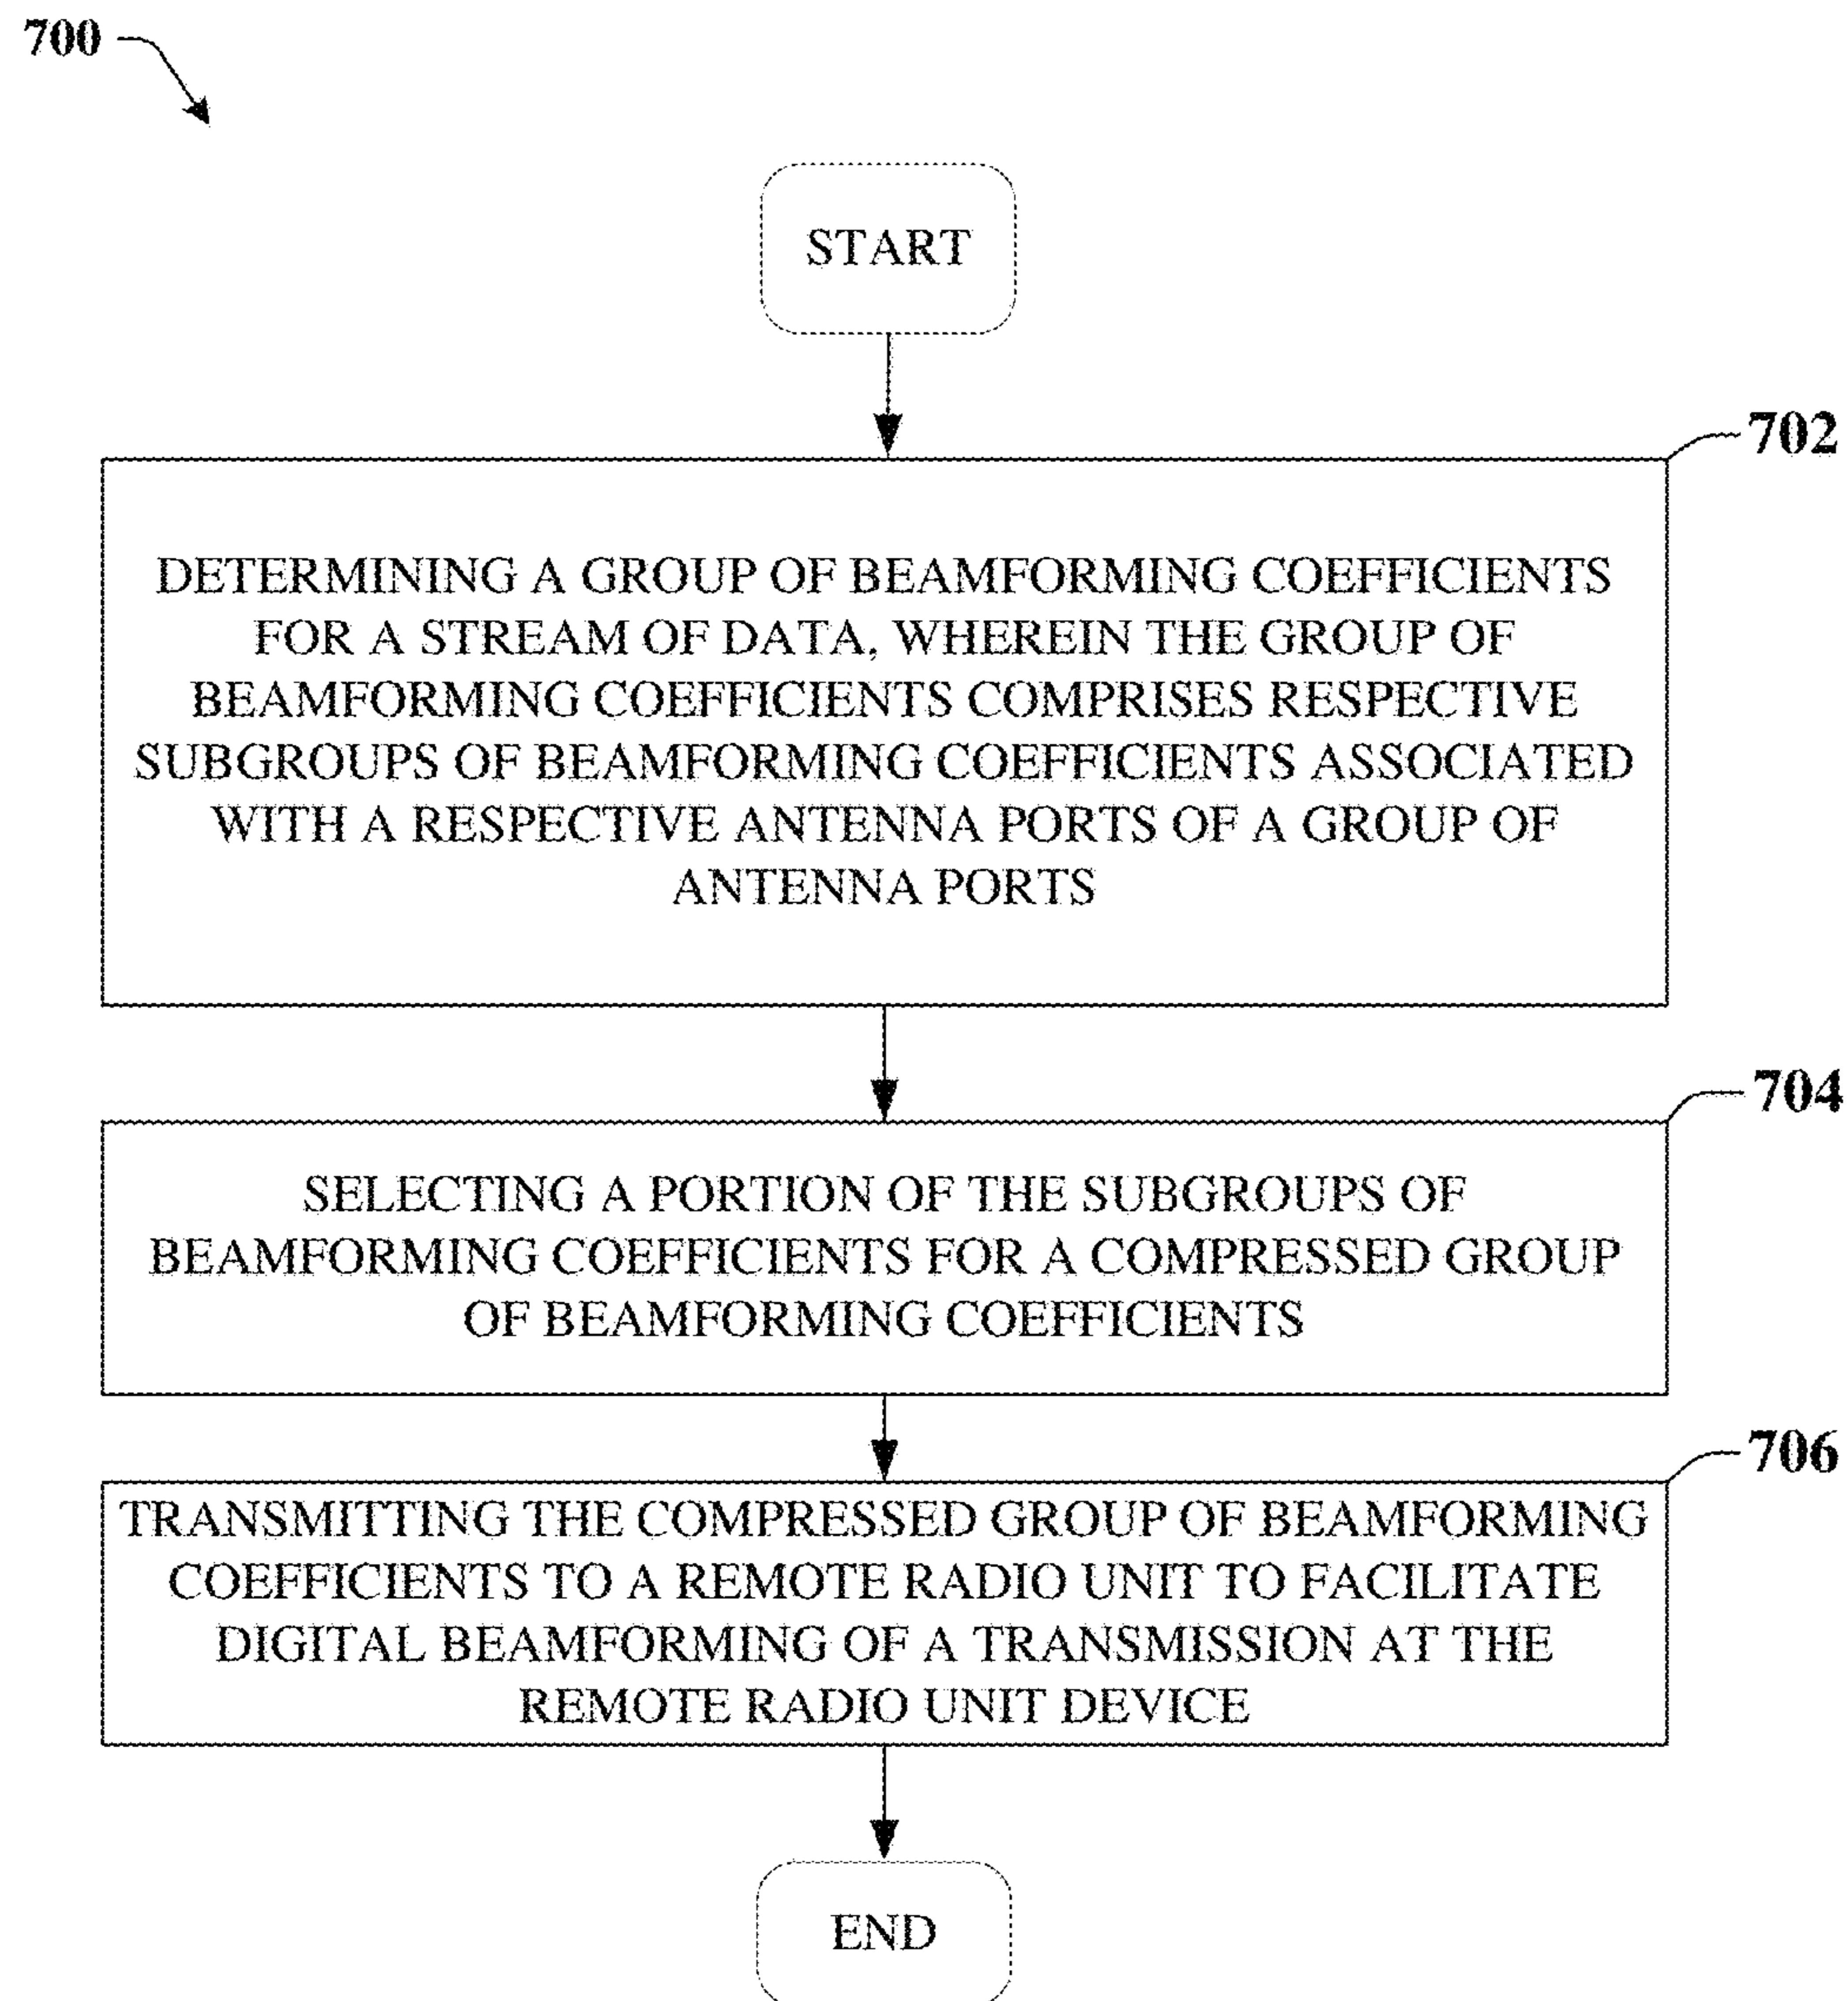 700
START
702
DETERMINING A GROUP OF BEAMFORMING COEFFICIENTS
FOR A STREAM OF DATA, WHEREIN THE GROUP OF
BEAMFORMING COEFFICIENTS COMPRISES RESPECTIVE
SUBGROUPS OF BEAMFORMING COEFFICIENTS ASSOCIATED
WITH A RESPECTIVE ANTENNA PORTS OF A GROUP OF
ANTENNA PORTS
704
SELECTING A PORTION OF THE SUBGROUPS OF
BEAMFORMING COEFFICIENTS FOR A COMPRESSED GROUP
OF BEAMFORMING COEFFICIENTS
706
TRANSMITTING THE COMPRESSED GROUP OF BEAMFORMING
COEFFICIENTS TO A REMOTE RADIO UNIT TO FACILITATE
DIGITAL BEAMFORMING OF A TRANSMISSION AT THE
REMOTE RADIO UNIT DEVICE
END